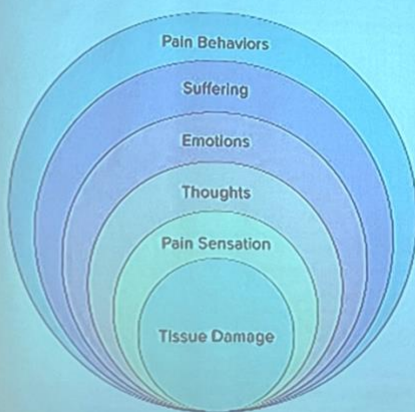 Pain Behaviors
Suffering
Emotions
Thoughts
Pain Sensation
Tissue Damage